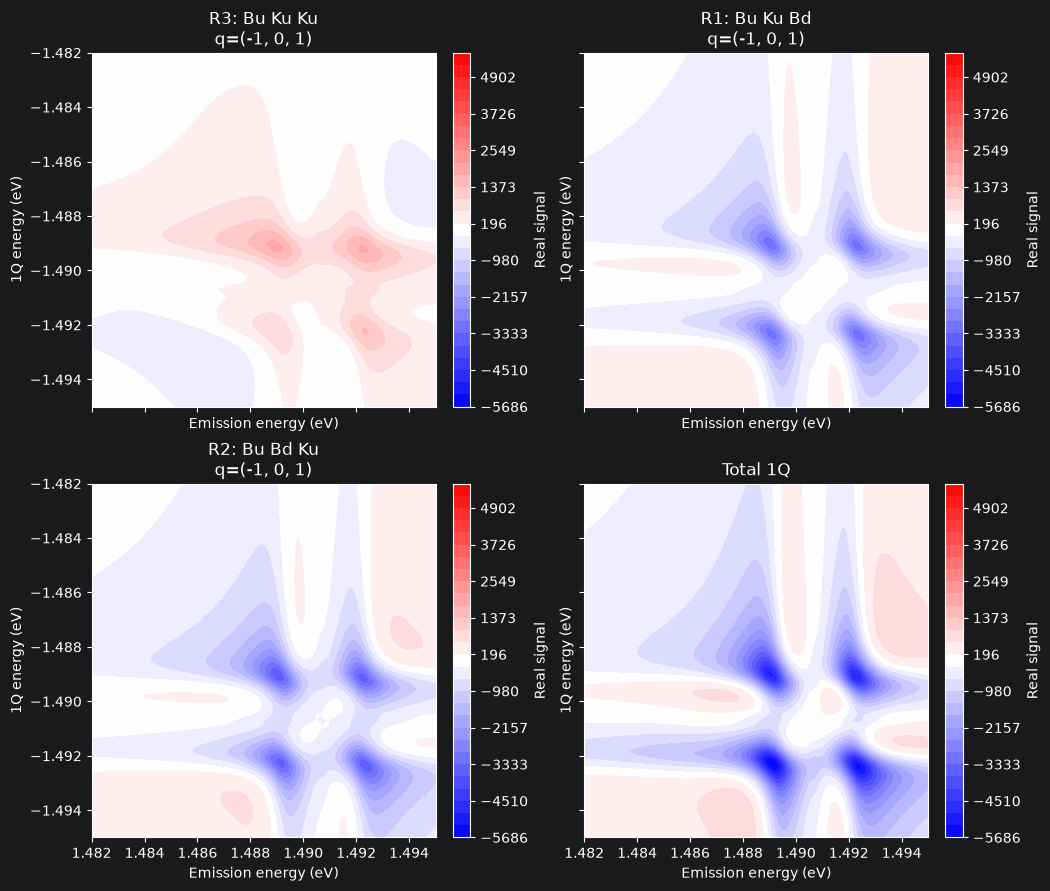 R3: Bu Ku Ku
q=(-1, 0, 1)
−1.482
−1.484
−1.486
−1.488
−1.490
−1.492
−1.494
1Q energy (eV)
Emission energy (eV)
4902
3726
2549
1373
196
−980
−2157
−3333
−4510
−5686
Real signal
R1: Bu Ku Bd
q=(-1, 0, 1)
1Q energy (eV)
Emission energy (eV)
4902
3726
2549
1373
196
−980
−2157
−3333
−4510
−5686
Real signal
R2: Bu Bd Ku
q=(-1, 0, 1)
−1.482
−1.484
−1.486
−1.488
−1.490
−1.492
−1.494
1Q energy (eV)
1.482 1.484 1.486 1.488 1.490 1.492 1.494
Emission energy (eV)
4902
3726
2549
1373
196
−980
−2157
−3333
−4510
−5686
Real signal
Total 1Q
1Q energy (eV)
1.482 1.484 1.486 1.488 1.490 1.492 1.494
Emission energy (eV)
4902
3726
2549
1373
196
−980
−2157
−3333
−4510
−5686
Real signal